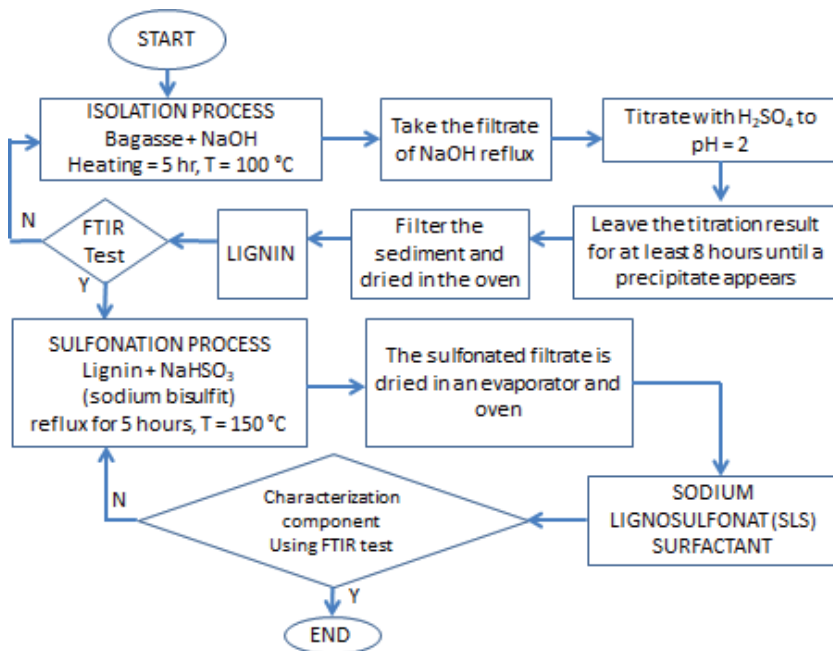 START
ISOLATION PROCESS
Bagasse + NaOH
Heating = 5 hr, T = 100 ⁰C
Take the filtrate
of NaOH reflux
Titrate with H₂SO₄ to
pH = 2
Leave the titration result
for at least 8 hours until a
precipitate appears
Filter the
sediment and
dried in the oven
LIGNIN
FTIR
Test
N
Y
SULFONATION PROCESS
Lignin + NaHSO₃
(sodium bisulfit)
reflux for 5 hours, T = 150 ⁰C
The sulfonated filtrate is
dried in an evaporator and
oven
SODIUM
LIGNOSULFONAT (SLS)
SURFACTANT
Characterization
component
Using FTIR test
N
Y
END